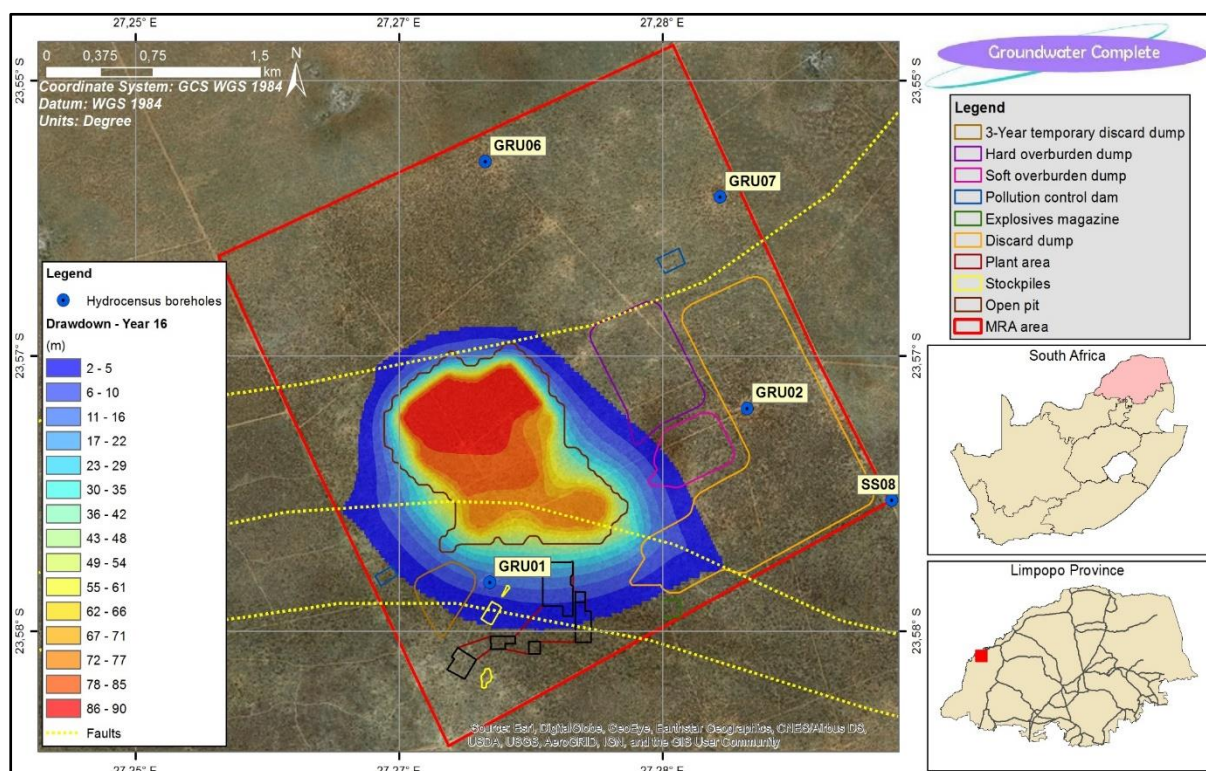 27,25° E
27,27° E
27,28° E
0
0,375
0,75
1,5
km
N
Coordinate System: GCS WGS 1984
Datum: WGS 1984
Units: Degree
23,55° S
23,55° S
GRU06
GRU07
23,57° S
23,57° S
GRU02
SS08
GRU01
23,58° S
23,58° S
Legend
Hydrocensus boreholes
Drawdown - Year 16
(m)
2 - 5
6 - 10
11 - 16
17 - 22
23 - 29
30 - 35
36 - 42
43 - 48
49 - 54
55 - 61
62 - 66
67 - 71
72 - 77
78 - 85
86 - 90
Faults
Source: Esri, DigitalGlobe, GeoEye, Earthstar Geographics, CNES/Airbus DS,
USDA, USGS, AeroGRID, IGN, and the GIS User Community
27,25° E
27,27° E
27,28° E
Groundwater Complete
Legend
3-Year temporary discard dump
Hard overburden dump
Soft overburden dump
Pollution control dam
Explosives magazine
Discard dump
Plant area
Stockpiles
Open pit
MRA area
South Africa
Limpopo Province